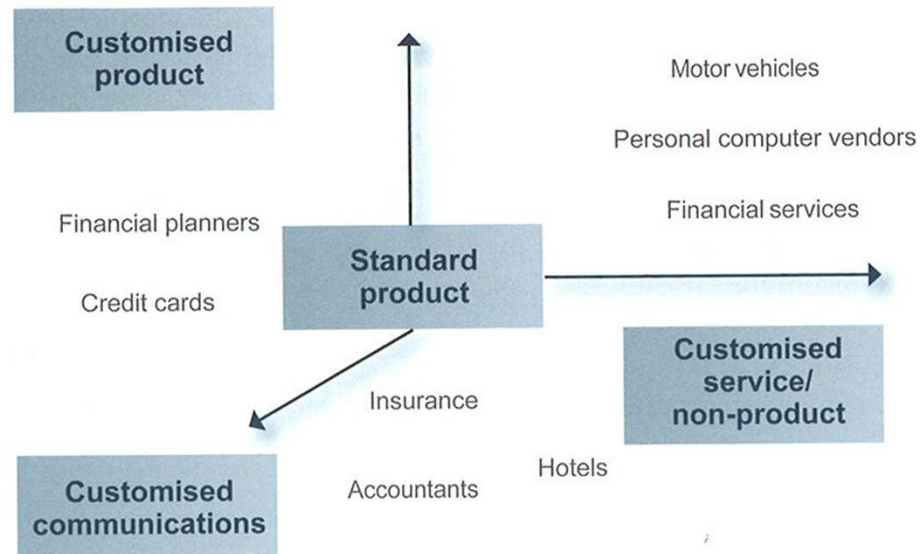 Customised
product
Motor vehicles
Personal computer vendors
Financial planners
Financial services
Standard
product
Credit cards
Customised
service/
non-product
Insurance
Customised
communications
Accountants
Hotels